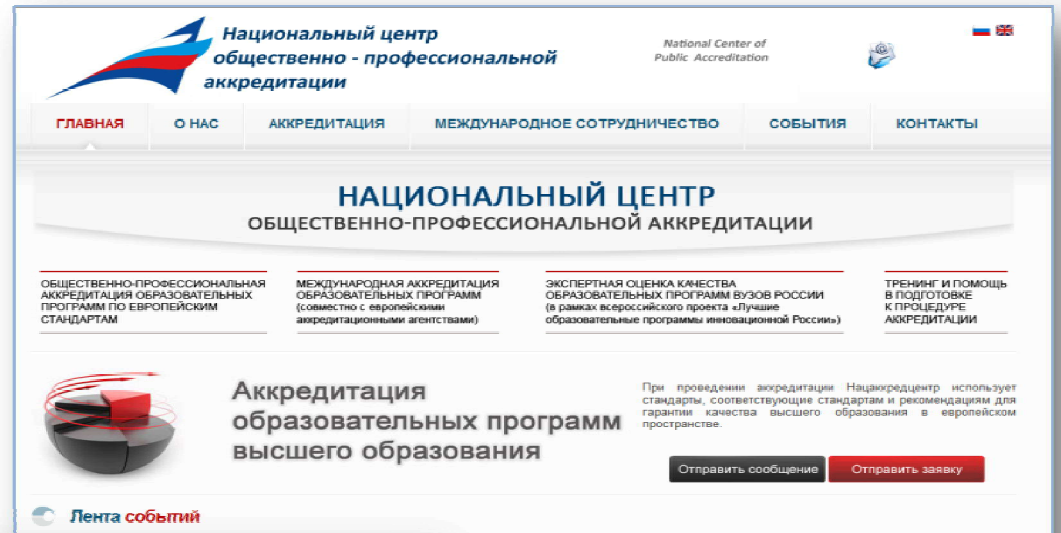 Национальный центр
общественно - профессиональной
аккредитации
National Center of
Public Accreditation
ГЛАВНАЯ О НАС АККРЕДИТАЦИЯ МЕЖДУНАРОДНОЕ СОТРУДНИЧЕСТВО СОБЫТИЯ КОНТАКТЫ
НАЦИОНАЛЬНЫЙ ЦЕНТР
ОБЩЕСТВЕННО-ПРОФЕССИОНАЛЬНОЙ АККРЕДИТАЦИИ
ОБЩЕСТВЕННО-ПРОФЕССИОНАЛЬНАЯ
АККРЕДИТАЦИЯ ОБРАЗОВАТЕЛЬНЫХ
ПРОГРАММ ПО ЕВРОПЕЙСКИМ
СТАНДАРТАМ
МЕЖДУНАРОДНАЯ АККРЕДИТАЦИЯ
ОБРАЗОВАТЕЛЬНЫХ ПРОГРАММ
(совместно с европейскими
аккредитационными агентствами)
ЭКСПЕРТНАЯ ОЦЕНКА КАЧЕСТВА
ОБРАЗОВАТЕЛЬНЫХ ПРОГРАММ ВУЗОВ РОССИИ
(в рамках всероссийского проекта «Лучшие
образовательные программы инновационной России»)
ТРЕНИНГ И ПОМОЩЬ
В ПОДГОТОВКЕ
К ПРОЦЕДУРЕ
АККРЕДИТАЦИИ
Аккредитация
образовательных программ
высшего образования
При проведении аккредитации Нацаккредцентр использует
стандарты, соответствующие стандартам и рекомендациям для
гарантии качества высшего образования в европейском
пространстве.
Отправить сообщение Отправить заявку
Лента событий